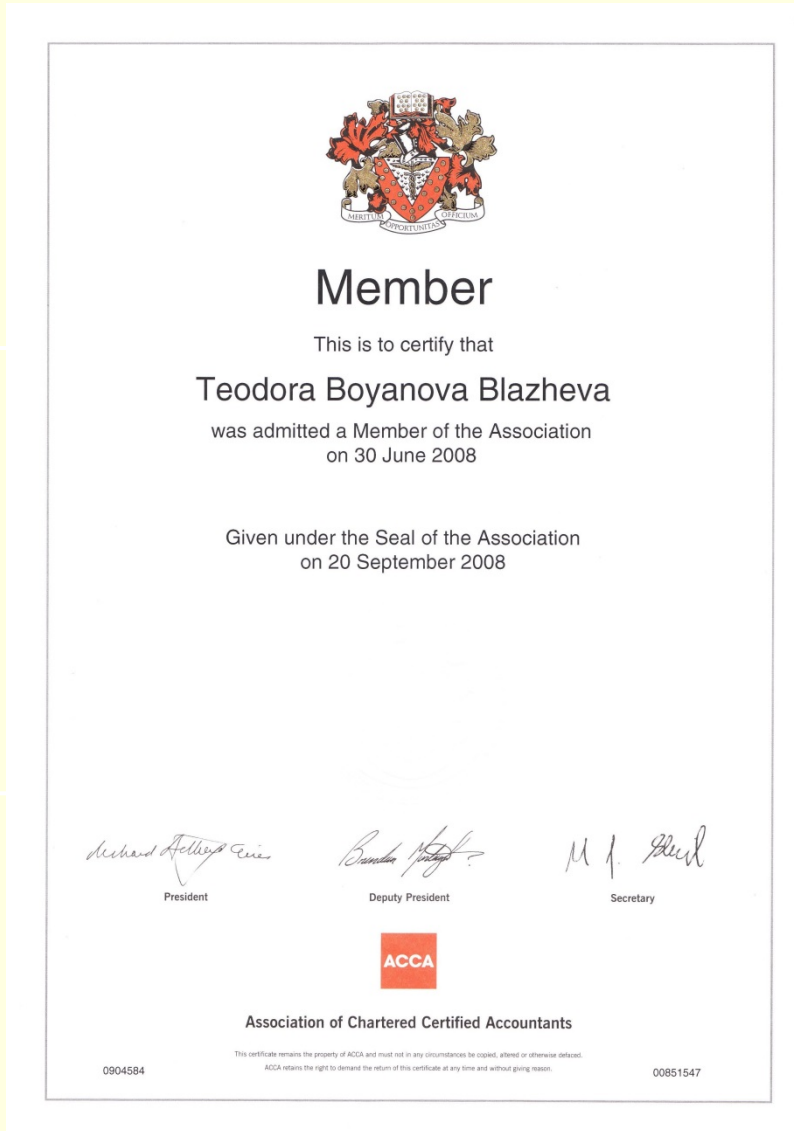 MERITUM OPPORTUNITAS OFFICIUM
Member
This is to certify that
Teodora Boyanova Blazheva
was admitted a Member of the Association
on 30 June 2008
Given under the Seal of the Association
on 20 September 2008
President
Deputy President
Secretary
ACCA
Association of Chartered Certified Accountants
This certificate remains the property of ACCA and must not in any circumstances be copied, altered or otherwise defaced.
ACCA retains the right to demand the return of this certificate at any time and without giving reason.
0904584
00851547